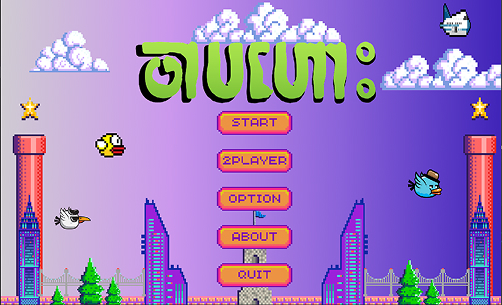 ចាបហោះ
START
2PLAYER
OPTION
ABOUT
QUIT